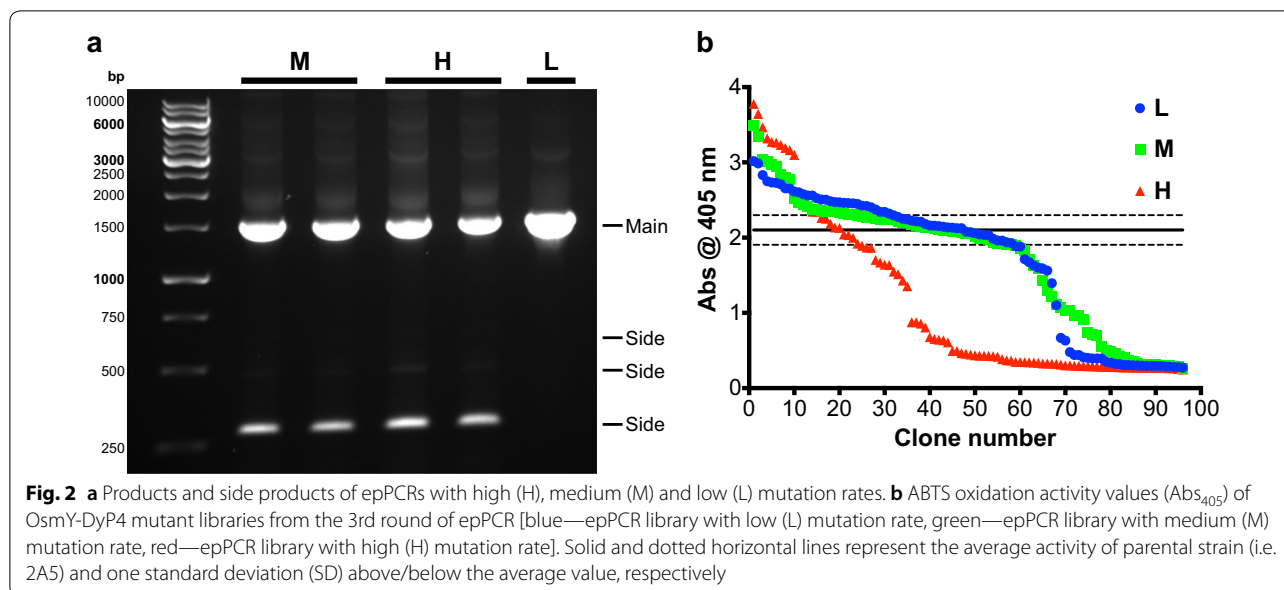 a
M H L
bp
10000
6000
3000
2500
2000
1500
1000
750
500
250
Main
Side
Side
Side
b
Abs @ 405 nm
4
3
2
1
0
0 10 20 30 40 50 60 70 80 90 100
Clone number
L
M
H
Fig. 2 a Products and side products of epPCRs with high (H), medium (M) and low (L) mutation rates. b ABTS oxidation activity values (Abs405) of
OsmY-DyP4 mutant libraries from the 3rd round of epPCR [blue—epPCR library with low (L) mutation rate, green—epPCR library with medium (M)
mutation rate, red—epPCR library with high (H) mutation rate]. Solid and dotted horizontal lines represent the average activity of parental strain (i.e.
2A5) and one standard deviation (SD) above/below the average value, respectively